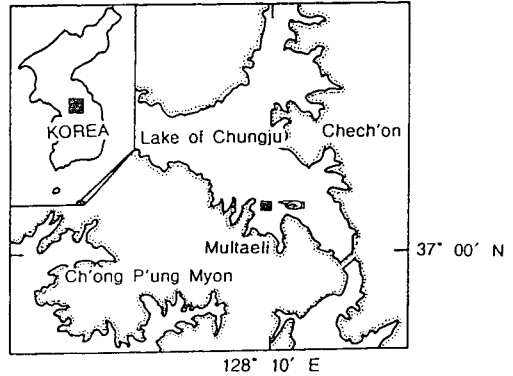 KOREA
Lake of Chungju
Chech'on
Multaeli
37° 00' N
Ch'ong P'ung Myon
128° 10' E